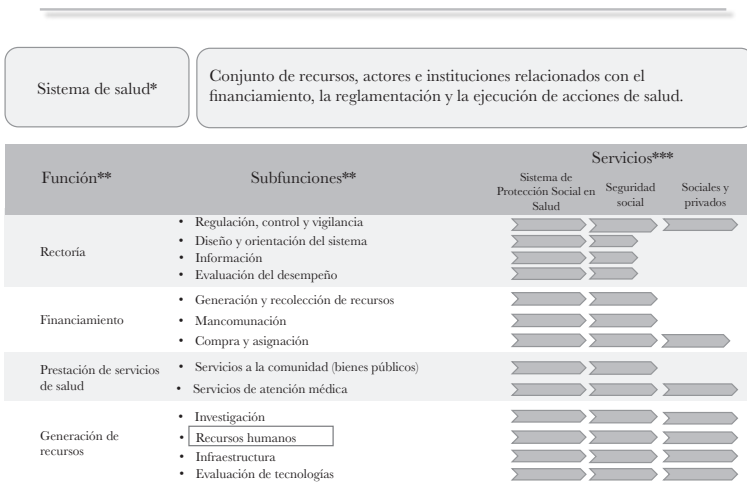 Sistema de salud*
Conjunto de recursos, actores e instituciones relacionados con el
financiamiento, la reglamentación y la ejecución de acciones de salud.
Función**
Subfunciones**
Servicios***
Sistema de
Protección Social en
Salud
Seguridad
social
Sociales y
privados
Rectoría
• Regulación, control y vigilancia
• Diseño y orientación del sistema
• Información
• Evaluación del desempeño
Financiamiento
• Generación y recolección de recursos
• Mancomunación
• Compra y asignación
Prestación de servicios
de salud
• Servicios a la comunidad (bienes públicos)
• Servicios de atención médica
Generación de
recursos
• Investigación
• Recursos humanos
• Infraestructura
• Evaluación de tecnologías